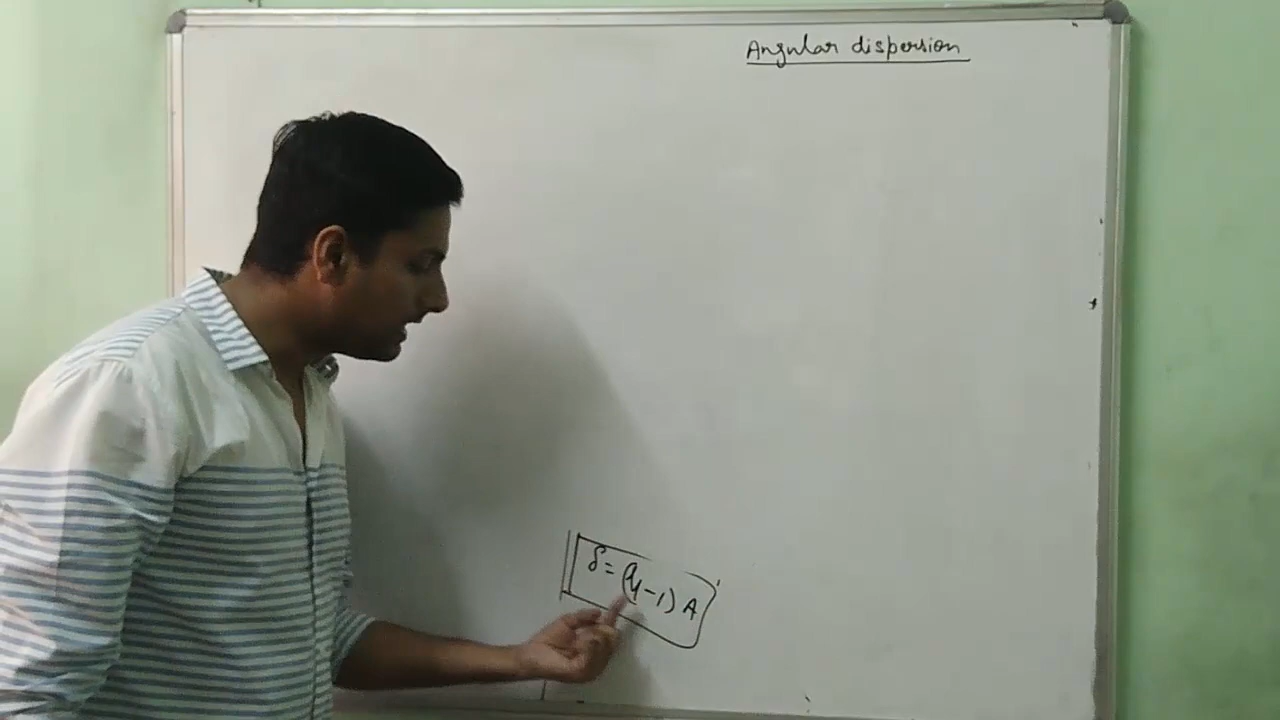 Angular dispersion
δ = (μ-1) A